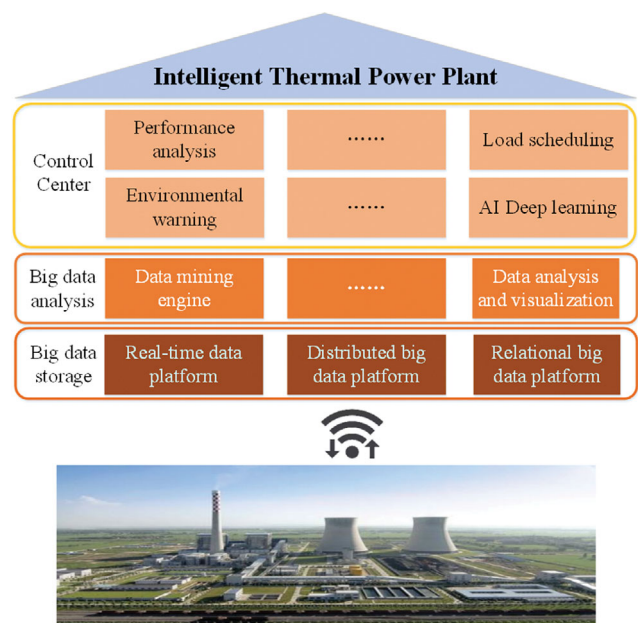 Intelligent Thermal Power Plant
Control
Center
Performance
analysis
……
Load scheduling
Environmental
warning
……
AI Deep learning
Big data
analysis
Data mining
engine
……
Data analysis
and visualization
Big data
storage
Real-time data
platform
Distributed big
data platform
Relational big
data platform